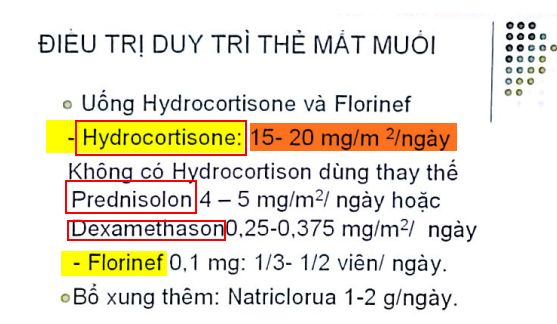 ĐIỀU TRỊ DUY TRÌ THẺ MẤT MUỐI
Uống Hydrocortisone và Florinef
- Hydrocortisone: 15- 20 mg/m ²/ngày
Không có Hydrocortison dùng thay thế
Prednisolon 4 – 5 mg/m²/ ngày hoặc
Dexamethason0,25-0,375 mg/m²/ ngày
- Florinef 0,1 mg: 1/3- 1/2 viên/ ngày.
Bổ xung thêm: Natriclorua 1-2 g/ngày.